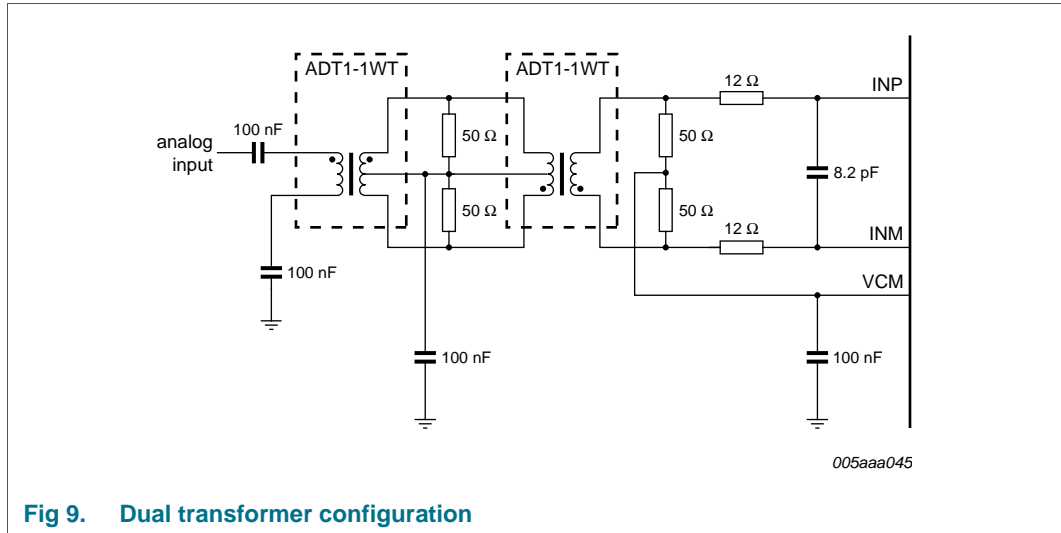 ADT1-1WT
ADT1-1WT
12 Ω
INP
100 nF
analog
input
50 Ω
50 Ω
8.2 pF
50 Ω
50 Ω
12 Ω
INM
100 nF
VCM
100 nF
100 nF
005aaa045
Fig 9. Dual transformer configuration